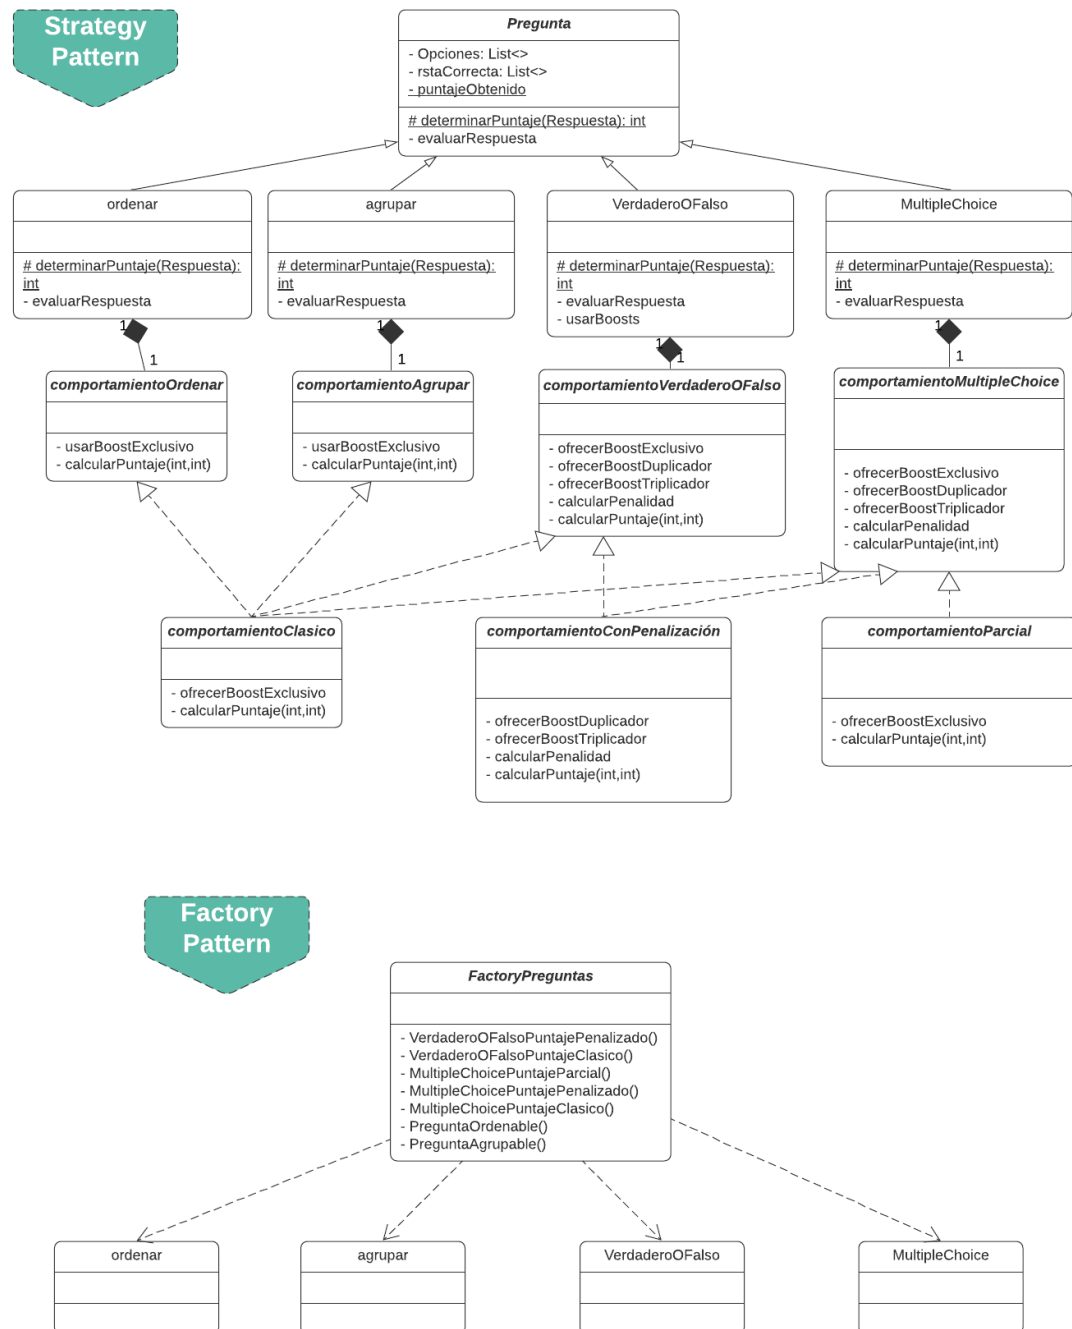 Strategy
Pattern
Pregunta
- Opciones: List<>
- rstaCorrecta: List<>
- puntajeObtenido
# determinarPuntaje(Respuesta): int
- evaluarRespuesta
ordenar
# determinarPuntaje(Respuesta):
int
- evaluarRespuesta
agrupar
# determinarPuntaje(Respuesta):
int
- evaluarRespuesta
VerdaderoOFalso
# determinarPuntaje(Respuesta):
int
- evaluarRespuesta
- usarBoosts
MultipleChoice
# determinarPuntaje(Respuesta):
int
- evaluarRespuesta
1
1
1
1
1
1
1
1
comportamientoOrdenar
- usarBoostExclusivo
- calcularPuntaje(int,int)
comportamientoAgrupar
- usarBoostExclusivo
- calcularPuntaje(int,int)
comportamientoVerdaderoOFalso
- ofrecerBoostExclusivo
- ofrecerBoostDuplicador
- ofrecerBoostTriplicador
- calcularPenalidad
- calcularPuntaje(int,int)
comportamientoMultipleChoice
- ofrecerBoostExclusivo
- ofrecerBoostDuplicador
- ofrecerBoostTriplicador
- calcularPenalidad
- calcularPuntaje(int,int)
comportamientoClasico
- ofrecerBoostExclusivo
- calcularPuntaje(int,int)
comportamientoConPenalización
- ofrecerBoostDuplicador
- ofrecerBoostTriplicador
- calcularPenalidad
- calcularPuntaje(int,int)
comportamientoParcial
- ofrecerBoostExclusivo
- calcularPuntaje(int,int)
Factory
Pattern
FactoryPreguntas
- VerdaderoOFalsoPuntajePenalizado()
- VerdaderoOFalsoPuntajeClasico()
- MultipleChoicePuntajeParcial()
- MultipleChoicePuntajePenalizado()
- MultipleChoicePuntajeClasico()
- PreguntaOrdenable()
- PreguntaAgrupable()
ordenar
agrupar
VerdaderoOFalso
MultipleChoice